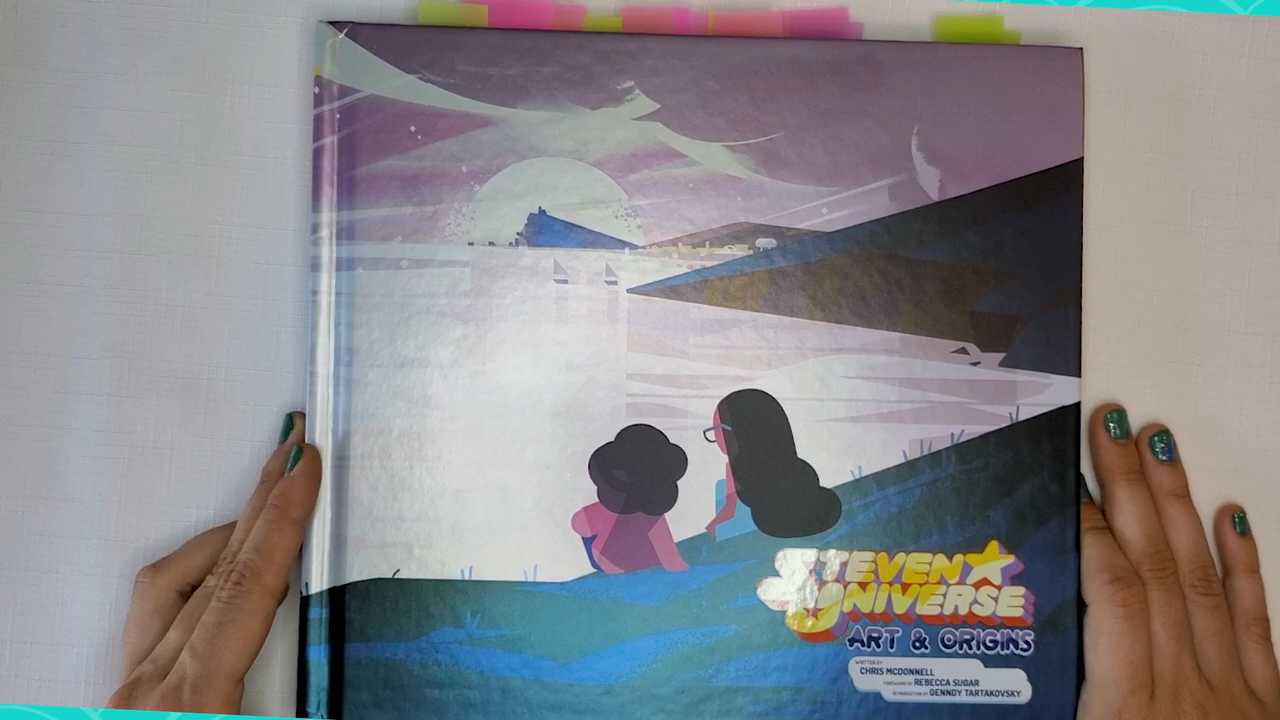 STEVEN
UNIVERSE
ART & ORIGINS
WRITTEN BY
CHRIS MCDONNELL
FOREWORD BY REBECCA SUGAR
INTRODUCTION BY GENNDY TARTAKOVSKY